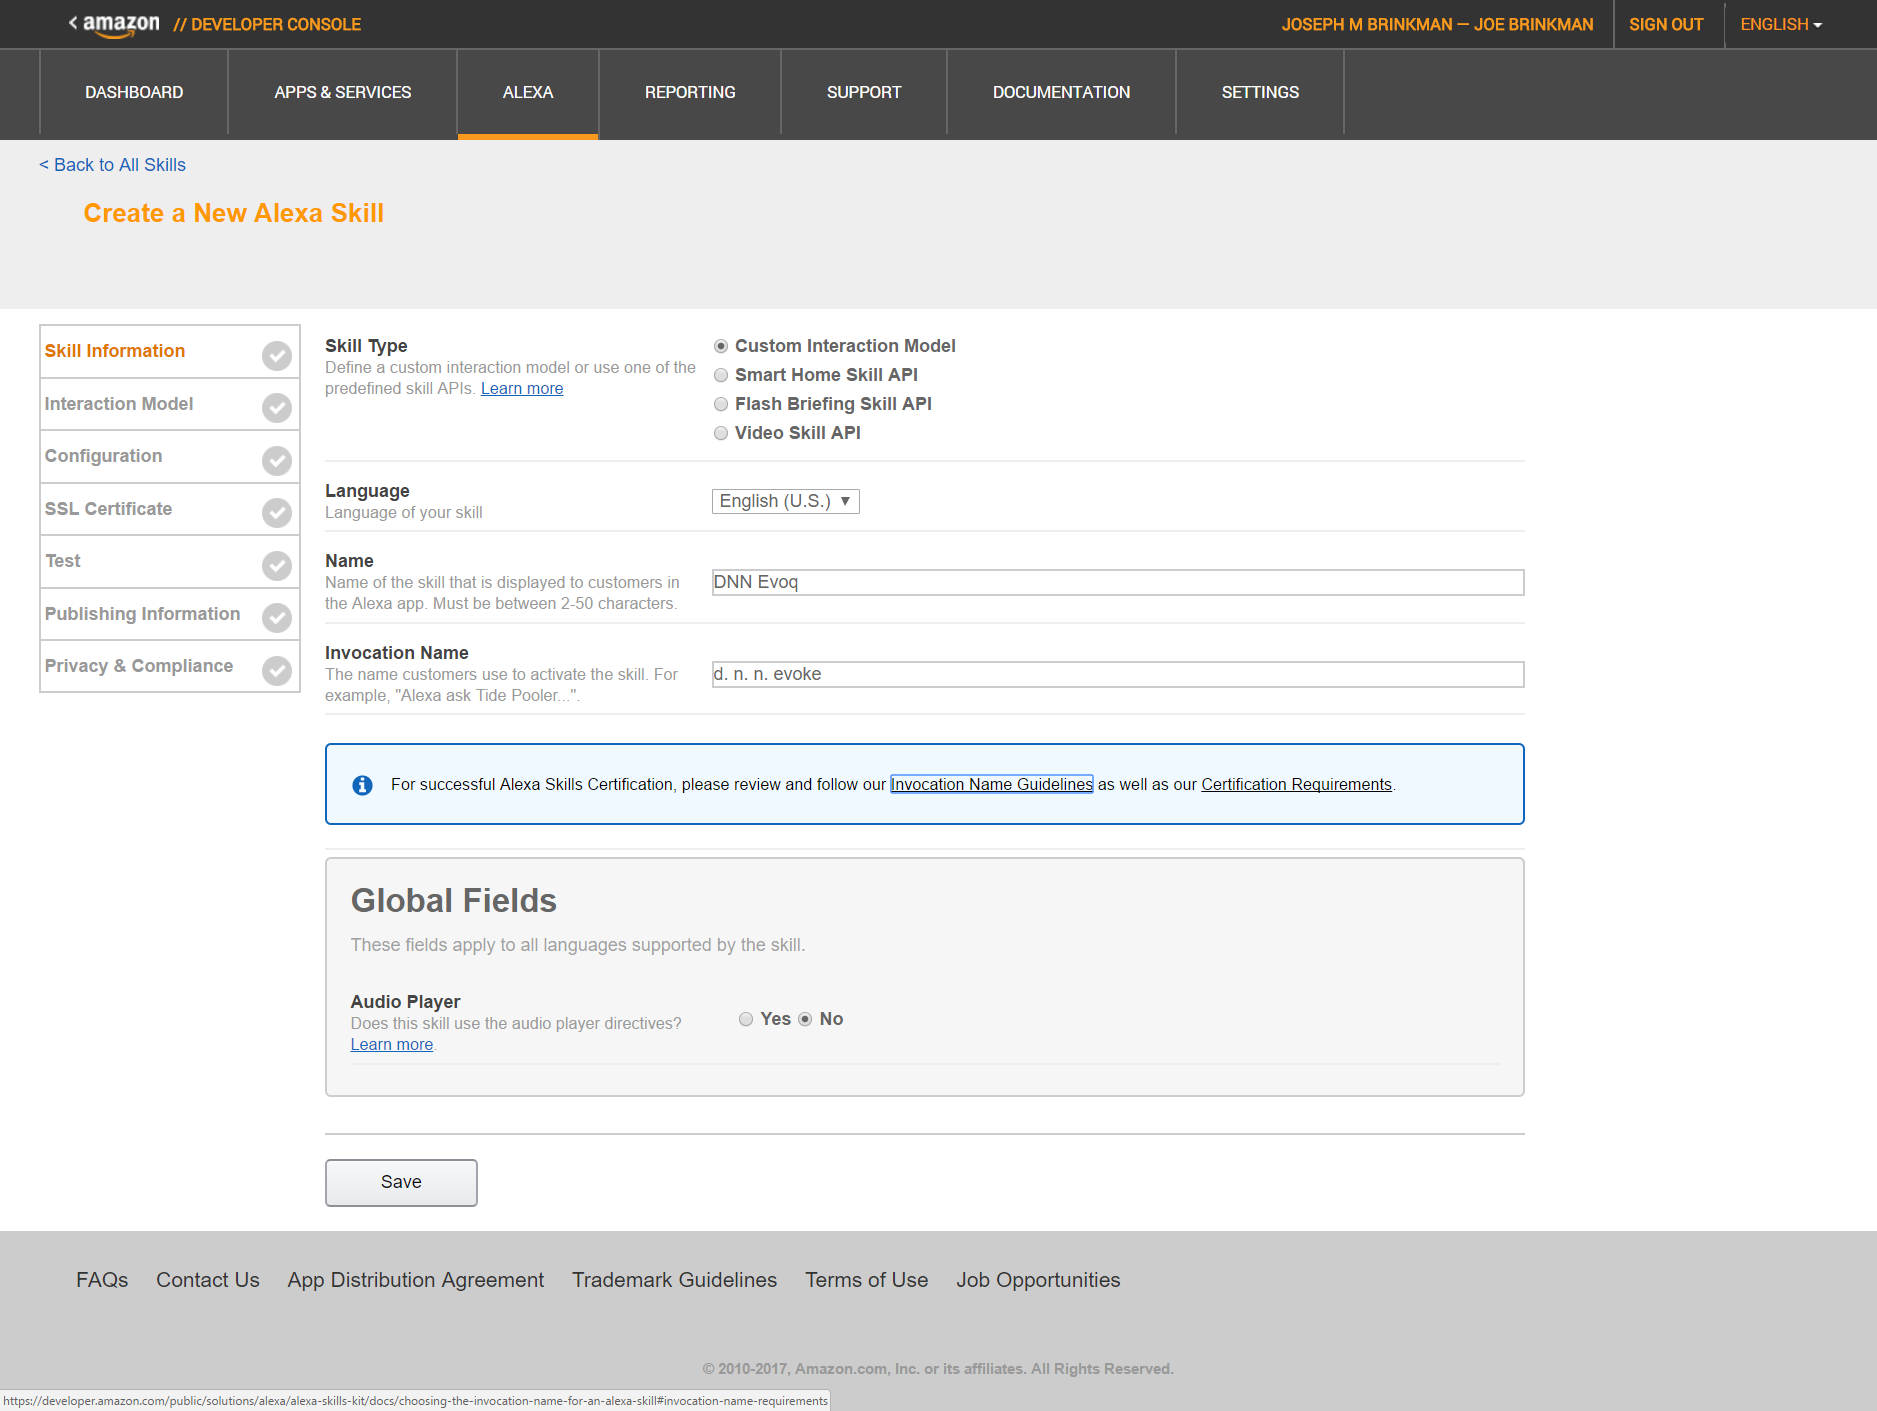 < amazon // DEVELOPER CONSOLE
JOSEPH M BRINKMAN — JOE BRINKMAN
SIGN OUT
ENGLISH
DASHBOARD
APPS & SERVICES
ALEXA
REPORTING
SUPPORT
DOCUMENTATION
SETTINGS
< Back to All Skills
Create a New Alexa Skill
Skill Information
Interaction Model
Configuration
SSL Certificate
Test
Publishing Information
Privacy & Compliance
Skill Type
Define a custom interaction model or use one of the
predefined skill APIs. Learn more
Custom Interaction Model
Smart Home Skill API
Flash Briefing Skill API
Video Skill API
Language
Language of your skill
English (U.S.)
Name
Name of the skill that is displayed to customers in
the Alexa app. Must be between 2-50 characters.
DNN Evoq
Invocation Name
The name customers use to activate the skill. For
example, "Alexa ask Tide Pooler...".
d. n. n. evoke
For successful Alexa Skills Certification, please review and follow our Invocation Name Guidelines as well as our Certification Requirements.
Global Fields
These fields apply to all languages supported by the skill.
Audio Player
Does this skill use the audio player directives?
Learn more.
Yes No
Save
FAQs
Contact Us
App Distribution Agreement
Trademark Guidelines
Terms of Use
Job Opportunities
© 2010-2017, Amazon.com, Inc. or its affiliates. All Rights Reserved.
https://developer.amazon.com/public/solutions/alexa/alexa-skills-kit/docs/choosing-the-invocation-name-for-an-alexa-skill#invocation-name-requirements